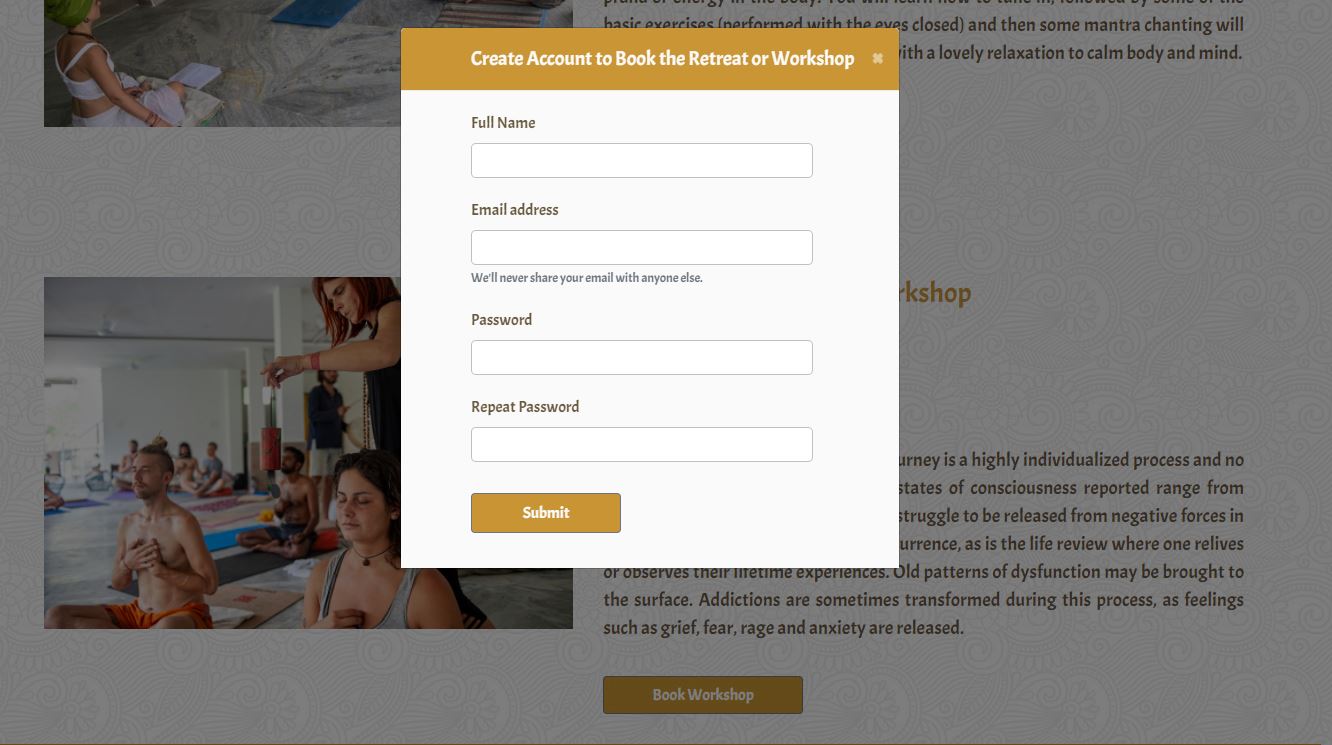 prana or energy in the body. You will learn how to tune in, followed by some of the
basic exercises (performed with the eyes closed) and then some mantra chanting will
with a lovely relaxation to calm body and mind.
Create Account to Book the Retreat or Workshop ✖
Full Name
Email address
We'll never share your email with anyone else.
Password
Repeat Password
Submit
rkshop
urney is a highly individualized process and no
states of consciousness reported range from
struggle to be released from negative forces in
urrence, as is the life review where one relives
or observes their lifetime experiences. Old patterns of dysfunction may be brought to
the surface. Addictions are sometimes transformed during this process, as feelings
such as grief, fear, rage and anxiety are released.
Book Workshop